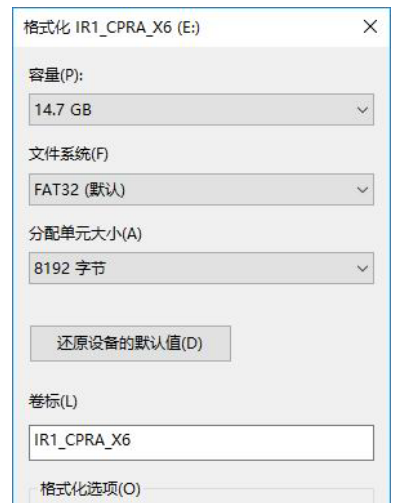 格式化 IR1_CPRA_X6 (E:)
容量(P):
14.7 GB
文件系统(F)
FAT32 (默认)
分配单元大小(A)
8192 字节
还原设备的默认值(D)
卷标(L)
IR1_CPRA_X6
格式化选项(O)